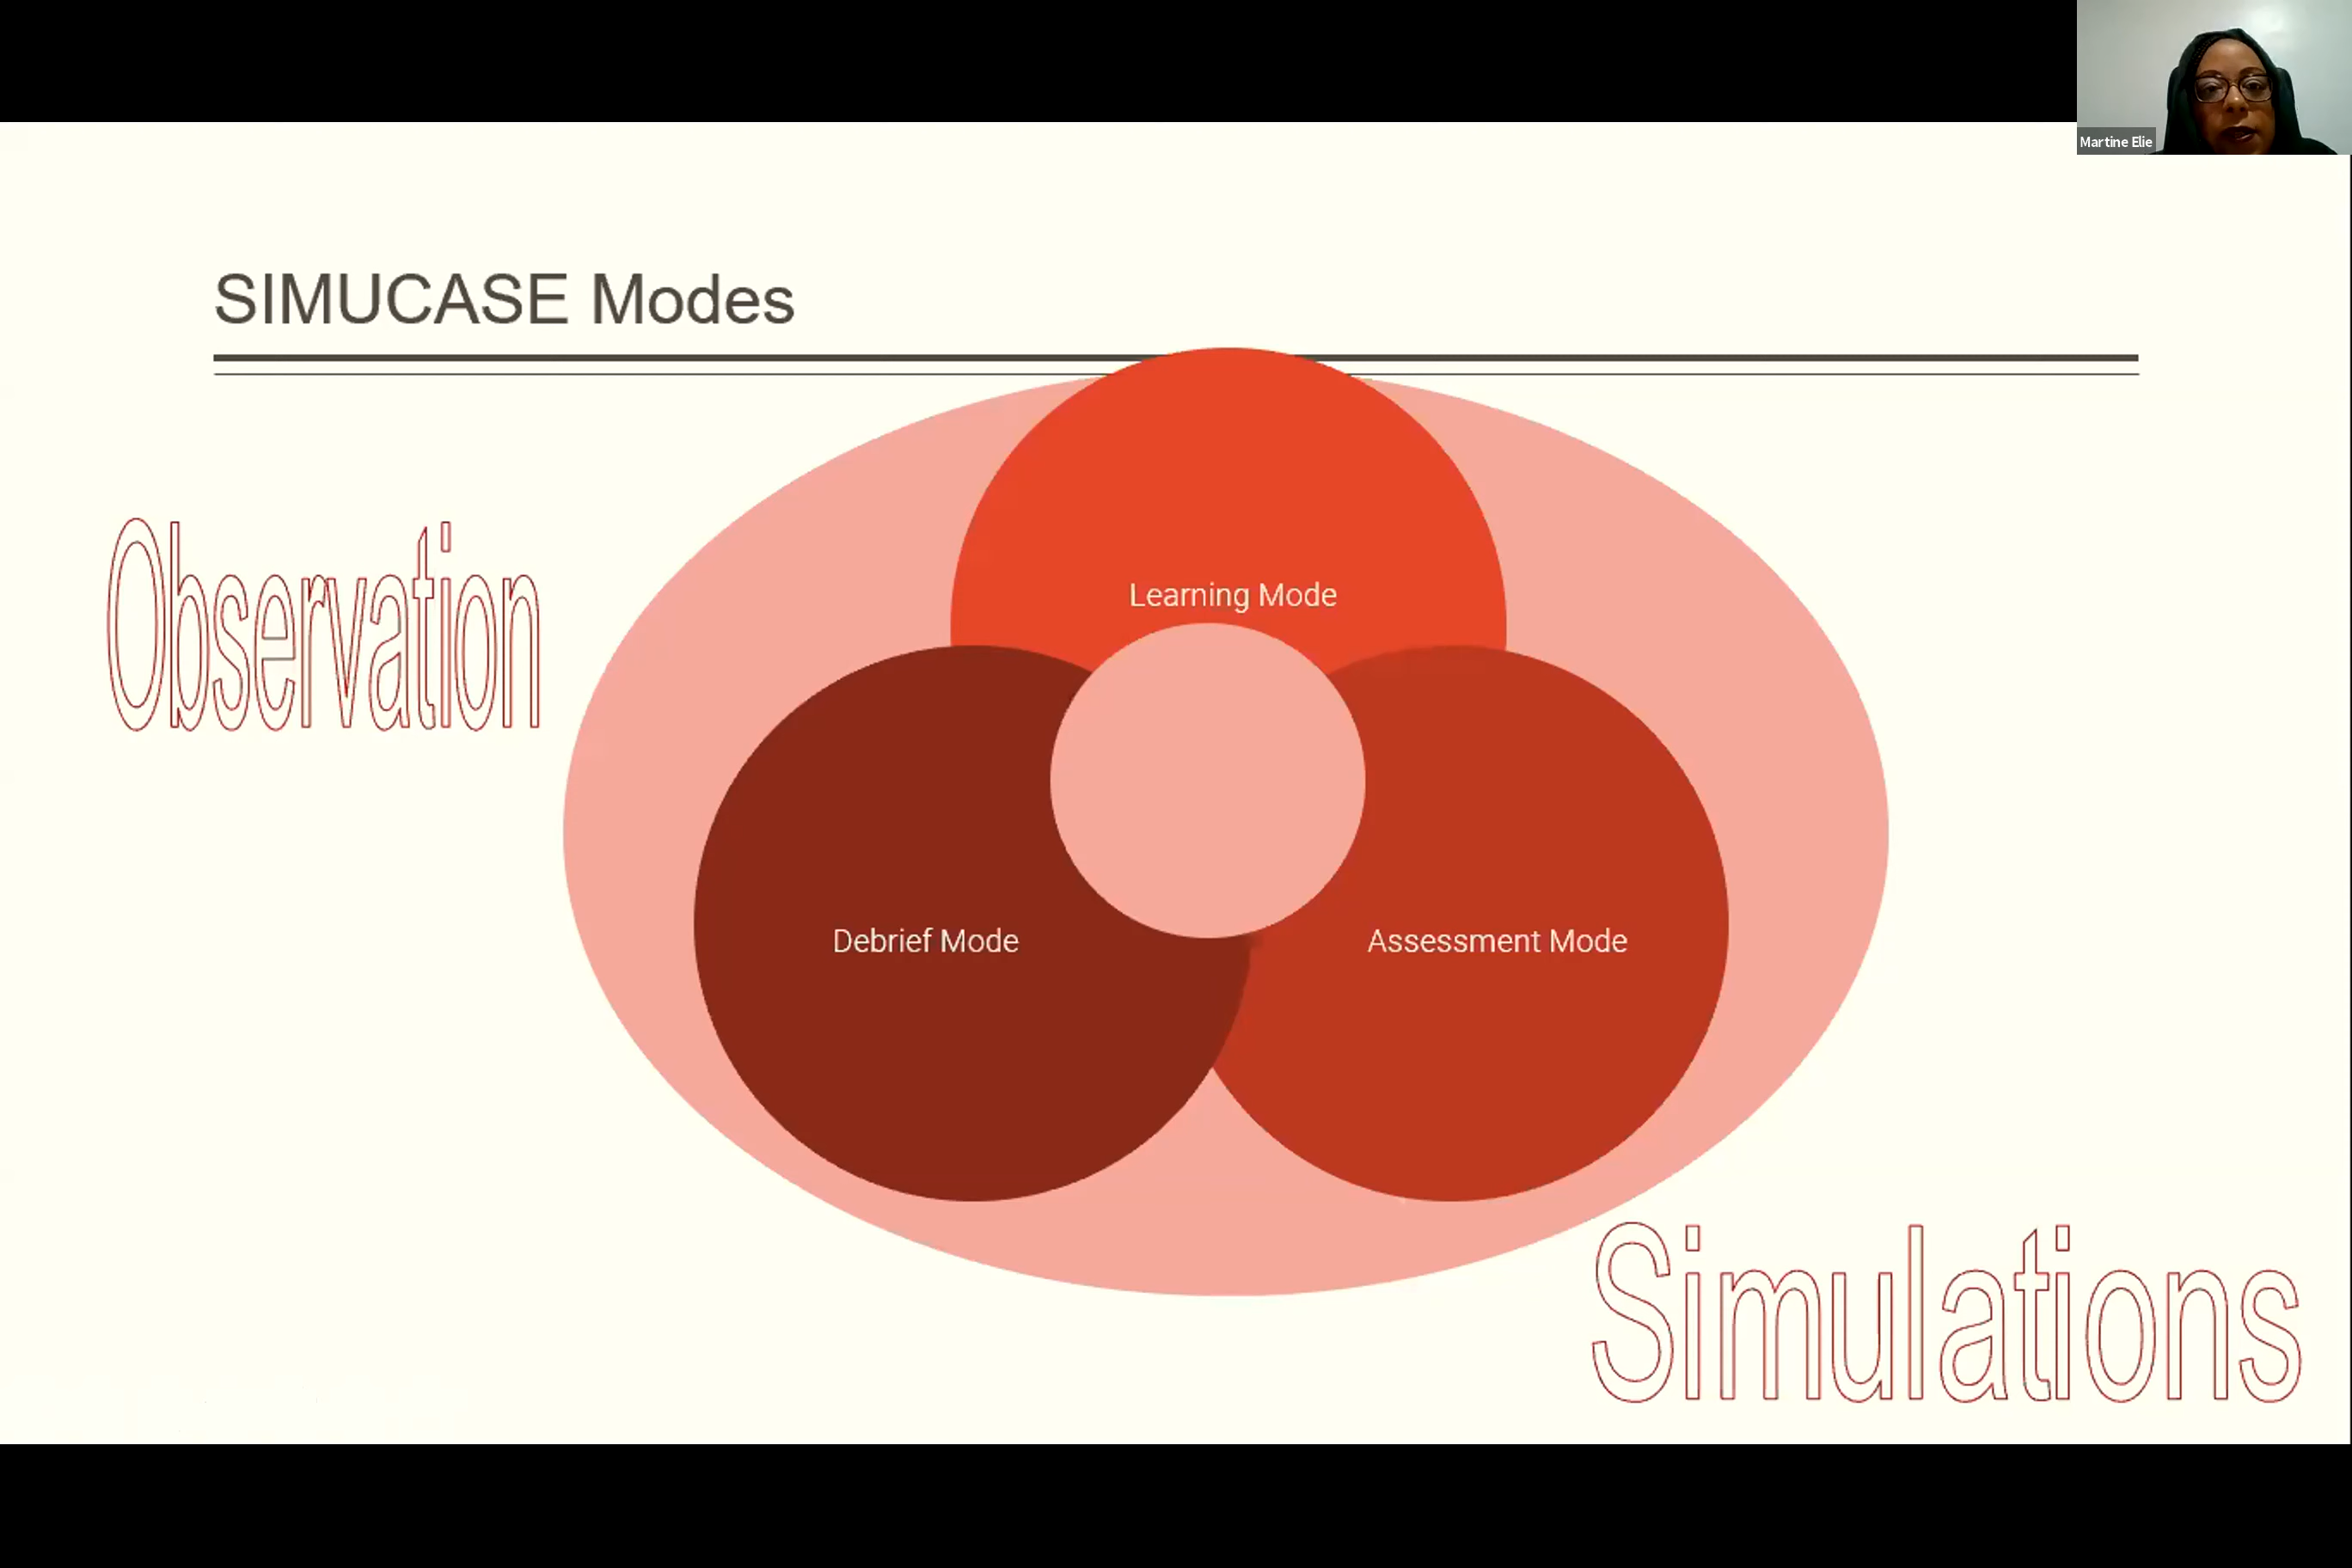 Martine Elie
SIMUCASE Modes
Observation
Learning Mode
Debrief Mode
Assessment Mode
Simulations